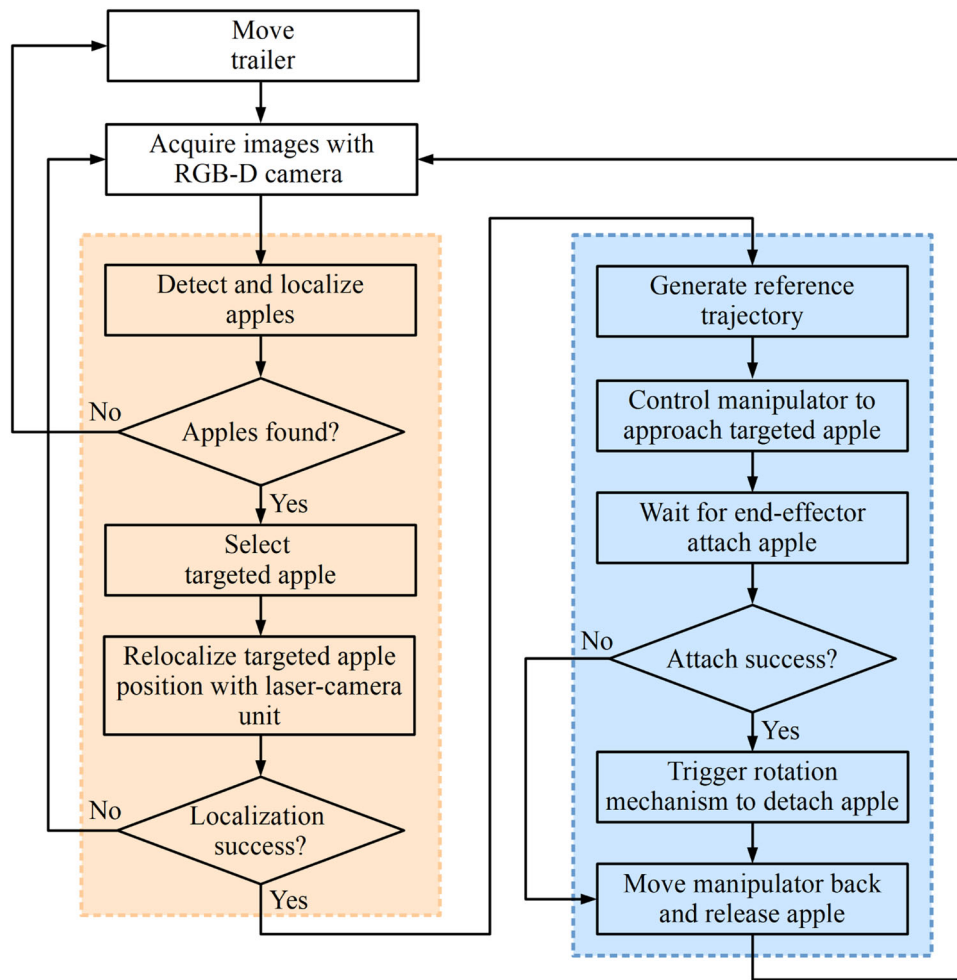 Move
trailer
Acquire images with
RGB-D camera
Detect and localize
apples
No
Apples found?
Yes
Select
targeted apple
Relocalize targeted apple
position with laser-camera
unit
No
Localization
success?
Yes
Generate reference
trajectory
Control manipulator to
approach targeted apple
Wait for end-effector
attach apple
No
Attach success?
Yes
Trigger rotation
mechanism to detach apple
Move manipulator back
and release apple